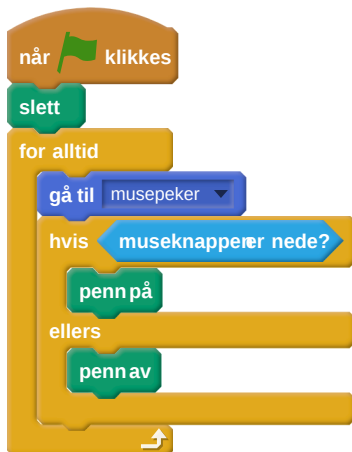 når klikkes
slett
for alltid
gå til musepeker
hvis museknappen er nede?
penn på
ellers
penn av